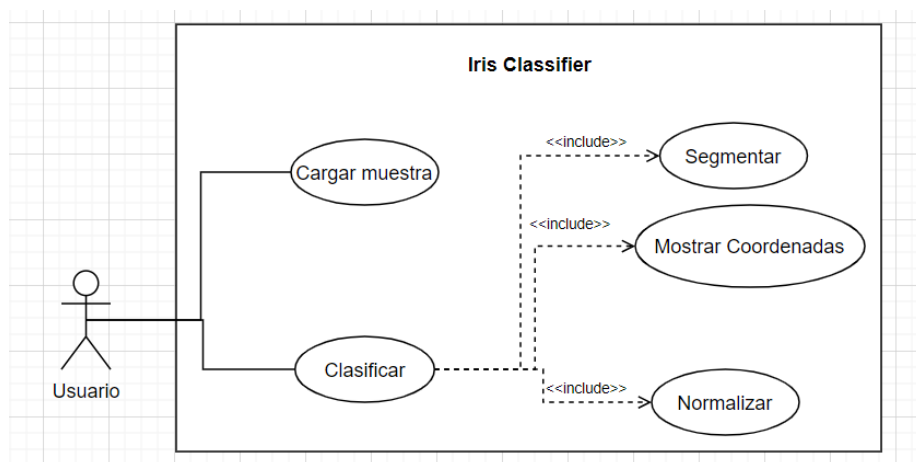 Iris Classifier
<<include>>
Segmentar
Cargar muestra
<<include>>
Mostrar Coordenadas
Clasificar
<<include>>
Normalizar
Usuario